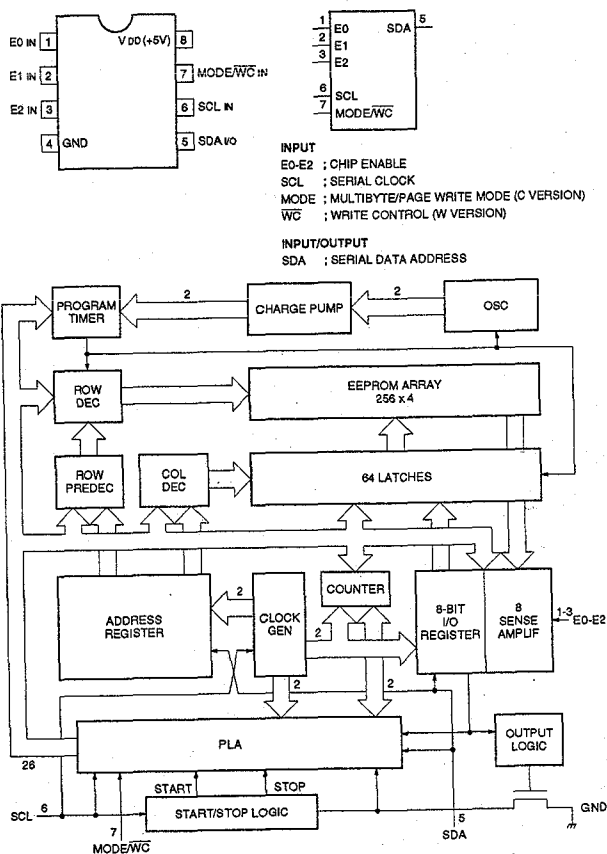 E0 IN 1
VDD (+5V) 8
E1 IN 2
7 MODE/W̅C̅ IN
E2 IN 3
6 SCL IN
4 GND
5 SDA I/O
1 E0
SDA 5
2 E1
3 E2
6 SCL
7 MODE/W̅C̅
INPUT
E0-E2 ; CHIP ENABLE
SCL ; SERIAL CLOCK
MODE ; MULTIBYTE/PAGE WRITE MODE (C VERSION)
W̅C̅ ; WRITE CONTROL (W VERSION)
INPUT/OUTPUT
SDA ; SERIAL DATA ADDRESS
PROGRAM
TIMER
2
CHARGE PUMP
2
OSC
ROW
DEC
EEPROM ARRAY
256 x 4
ROW
PREDEC
COL
DEC
64 LATCHES
ADDRESS
REGISTER
2
CLOCK
GEN
COUNTER
2
8-BIT
I/O
REGISTER
8
SENSE
AMPLIF
1-3
E0-E2
2
2
PLA
OUTPUT
LOGIC
26
START
STOP
SCL 6
START/STOP LOGIC
GND
7
MODE/W̅C̅
5
SDA